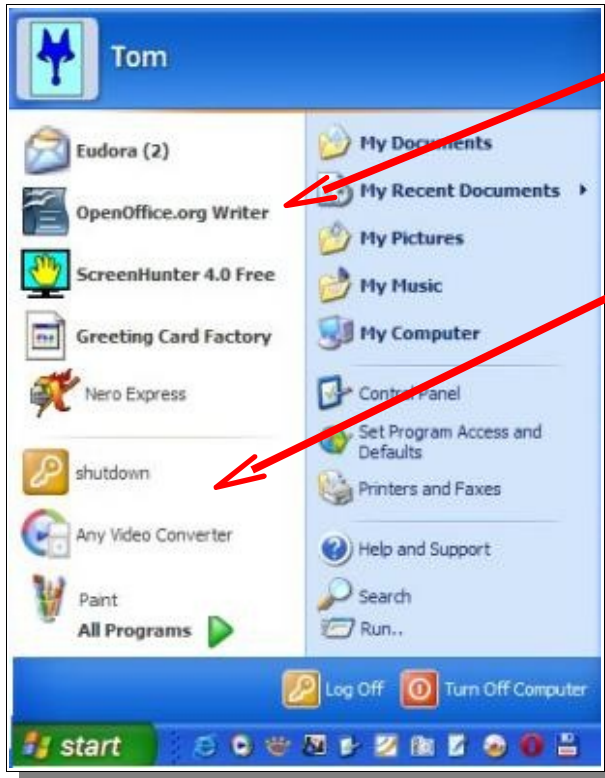 Tom
Eudora (2)
OpenOffice.org Writer
ScreenHunter 4.0 Free
Greeting Card Factory
Nero Express
shutdown
Any Video Converter
Paint
All Programs
My Documents
My Recent Documents
My Pictures
My Music
My Computer
Control Panel
Set Program Access and
Defaults
Printers and Faxes
Help and Support
Search
Run..
Log Off
Turn Off Computer
start